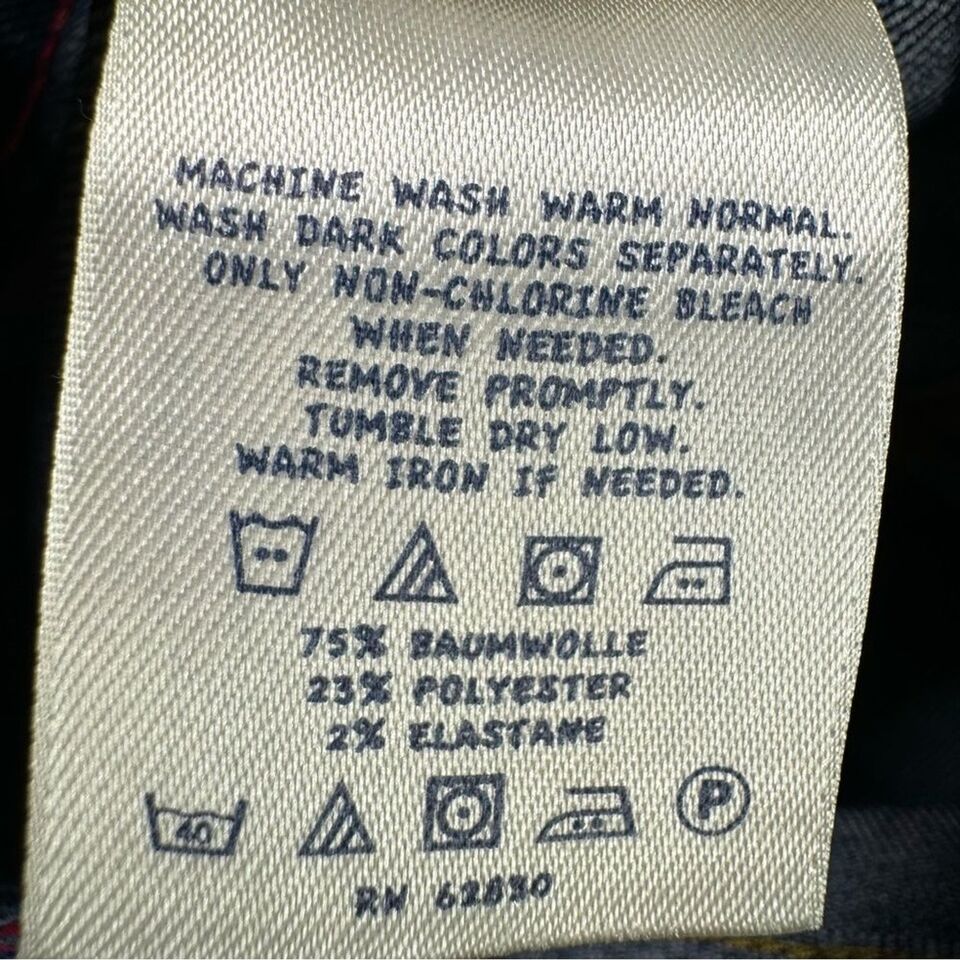 MACHINE WASH WARM NORMAL.
WASH DARK COLORS SEPARATELY.
ONLY NON-CHLORINE BLEACH
WHEN NEEDED.
REMOVE PROMPTLY.
TUMBLE DRY LOW.
WARM IRON IF NEEDED.
75% BAUMWOLLE
23% POLYESTER
2% ELASTANE
40 P
RN 62830